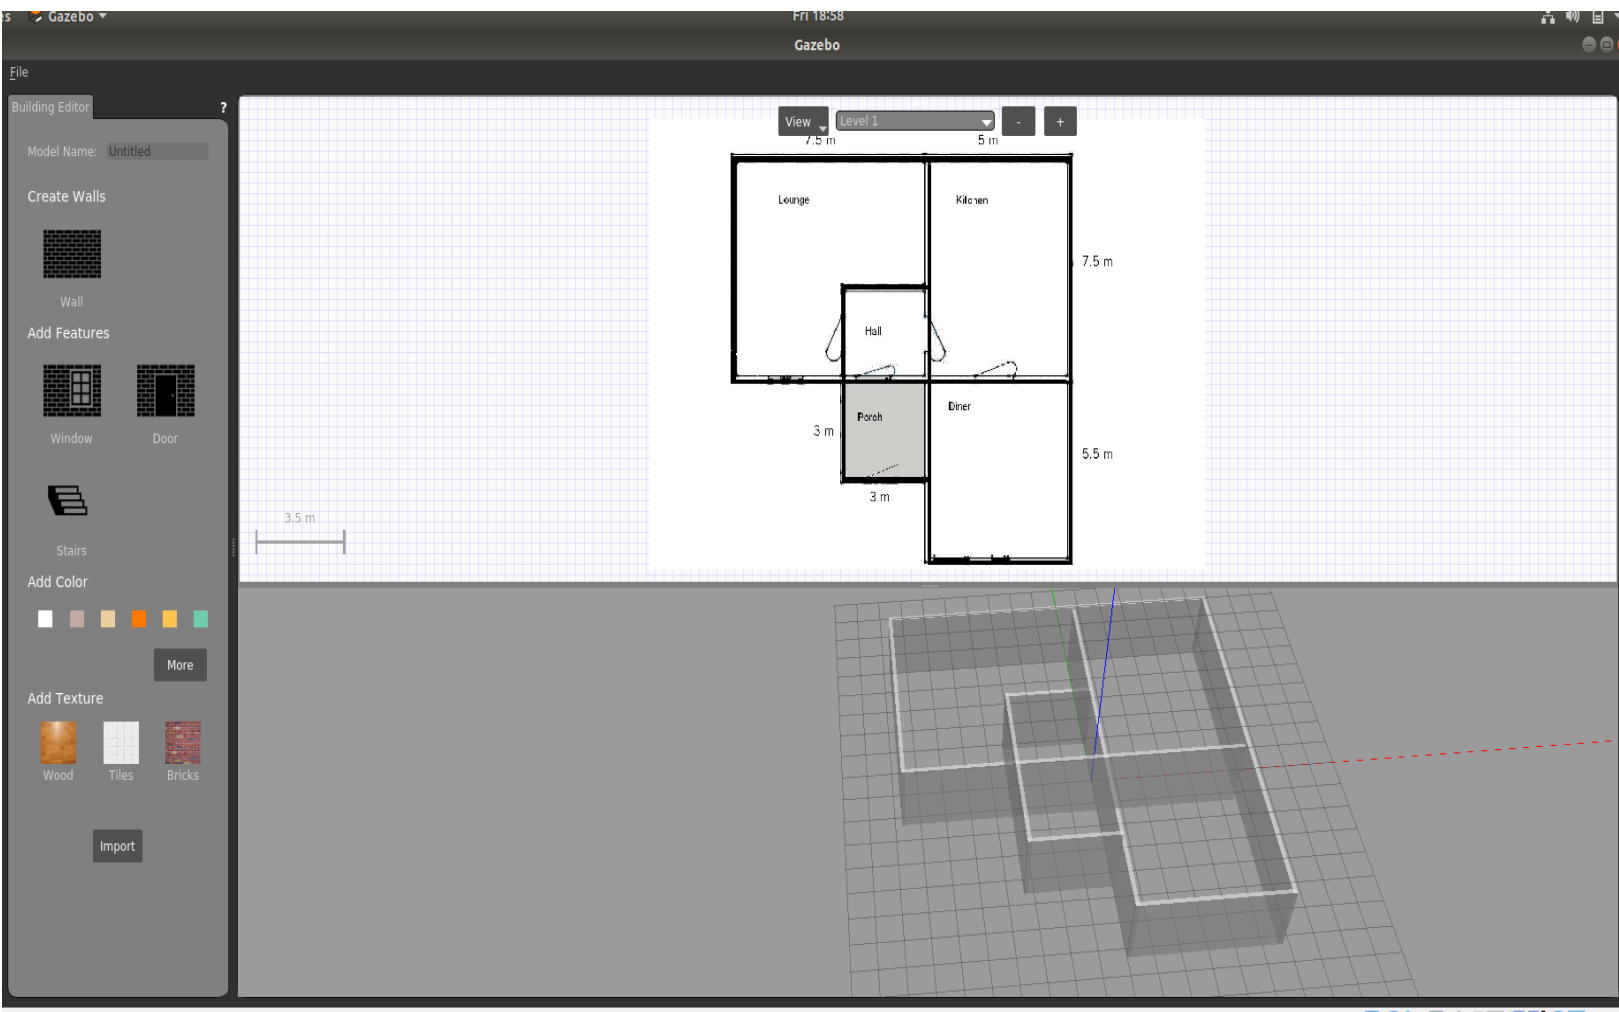 es Gazebo Fri 18:58
Gazebo
File
Building Editor ?
Model Name: Untitled
Create Walls
Wall
Add Features
Window Door
Stairs
Add Color
More
Add Texture
Wood Tiles Bricks
Import
View Level 1 - +
7.5 m 5 m
Lounge Kitchen
7.5 m
Hall
Porch Diner
3 m
5.5 m
3 m
3.5 m